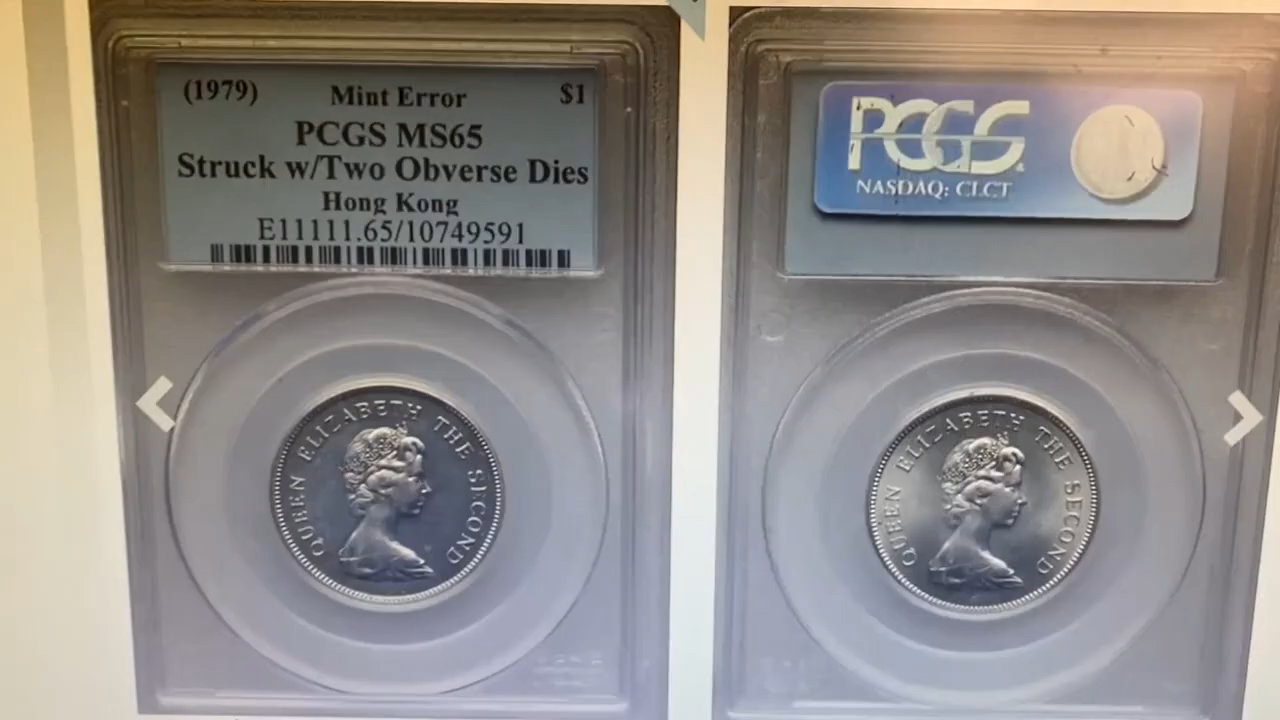 (1979) Mint Error $1
PCGS MS65
Struck w/Two Obverse Dies
Hong Kong
E11111.65/10749591
QUEEN ELIZABETH THE SECOND
PCGS
NASDAQ: CLCT
QUEEN ELIZABETH THE SECOND